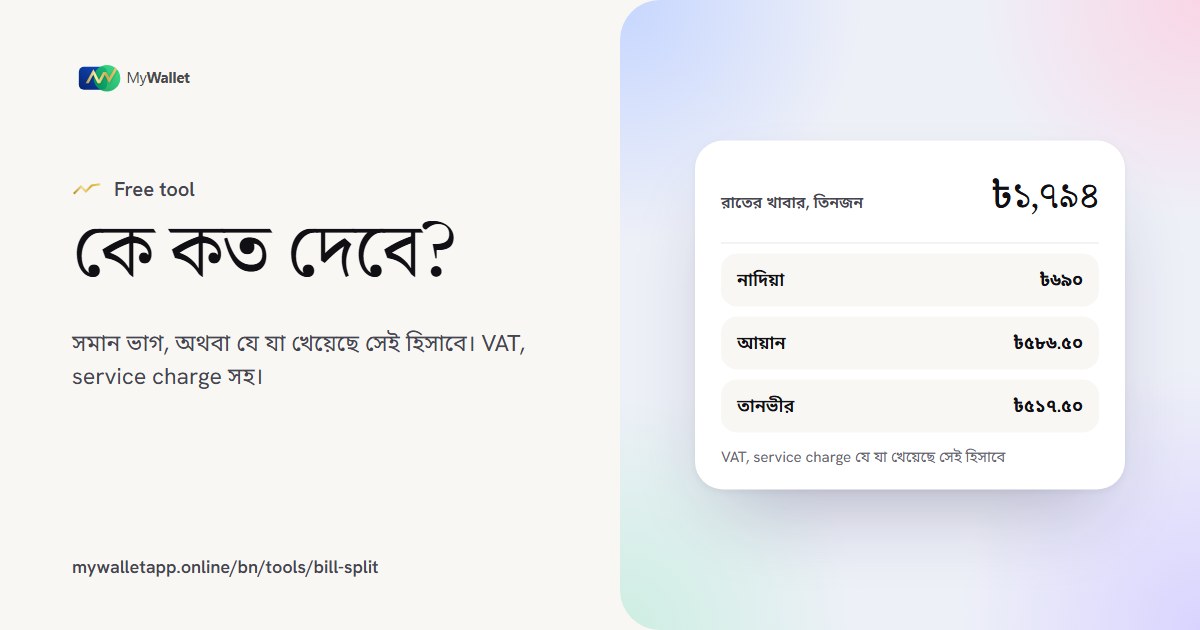 MyWallet
Free tool
কে কত দেবে?
সমান ভাগ, অথবা যে যা খেয়েছে সেই হিসাবে। VAT,
service charge সহ।
mywalletapp.online/bn/tools/bill-split
রাতের খাবার, তিনজন ৳১,৭৯৪
নাদিয়া ৳৬৯০
আয়ান ৳৫৮৬.৫০
তানভীর ৳৫১৭.৫০
VAT, service charge যে যা খেয়েছে সেই হিসাবে